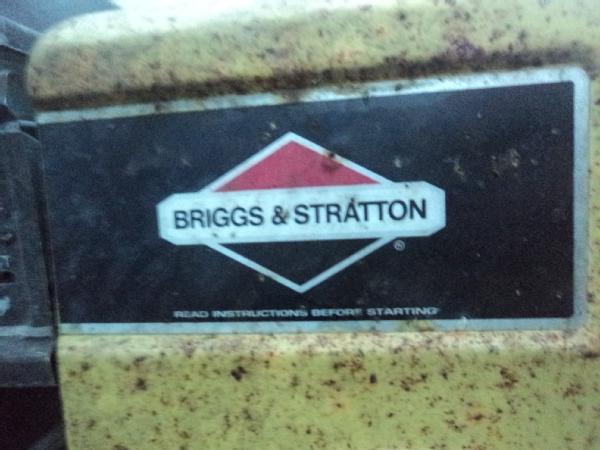 BRIGGS & STRATTON
®
READ INSTRUCTIONS BEFORE STARTING